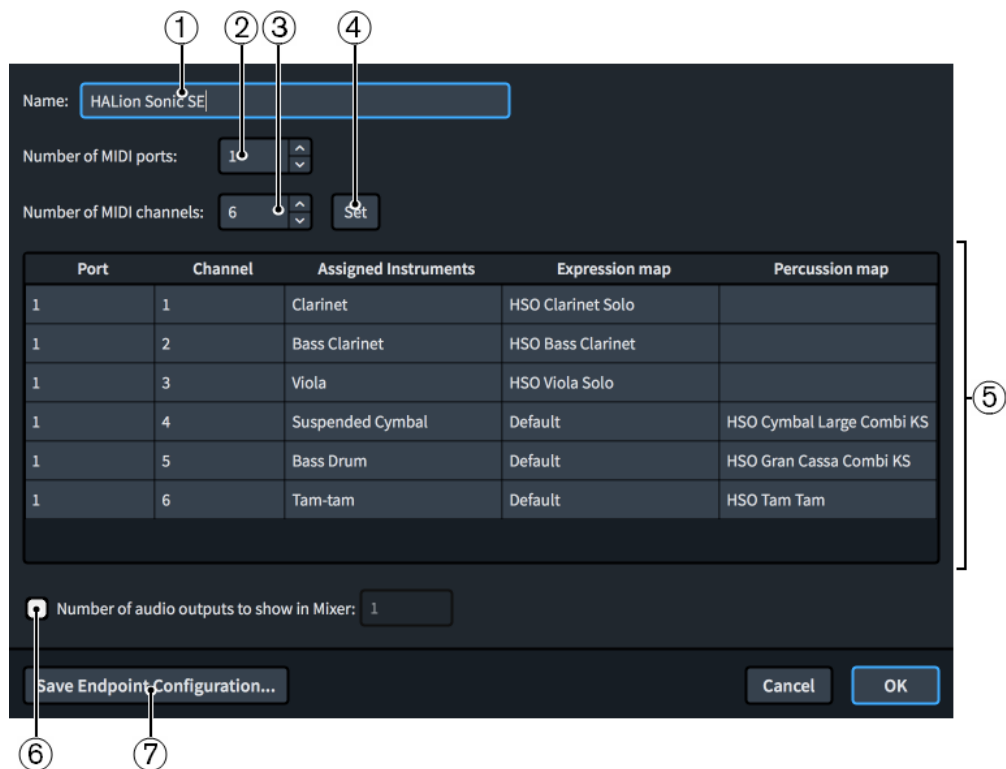 ① ② ③ ④
Name: HALion Sonic SE
Number of MIDI ports: 1
Number of MIDI channels: 6 Set
Port Channel Assigned Instruments Expression map Percussion map
1 1 Clarinet HSO Clarinet Solo
1 2 Bass Clarinet HSO Bass Clarinet
1 3 Viola HSO Viola Solo
⑤
1 4 Suspended Cymbal Default HSO Cymbal Large Combi KS
1 5 Bass Drum Default HSO Gran Cassa Combi KS
1 6 Tam-tam Default HSO Tam Tam
Number of audio outputs to show in Mixer: 1
Save Endpoint Configuration... Cancel OK
⑥ ⑦